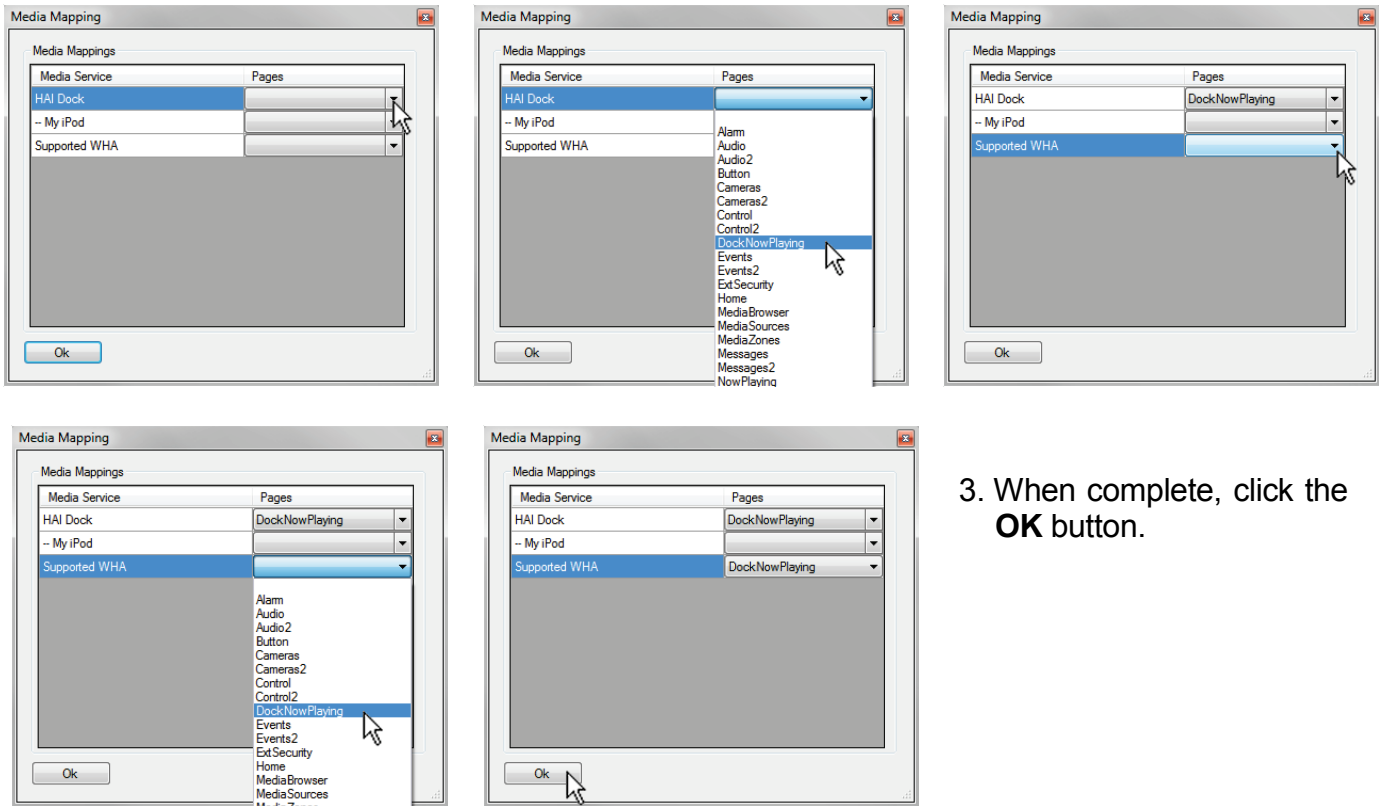 Media Mapping
Media Mappings
Media Service Pages
HAI Dock
-- My iPod
Supported WHA
Ok
Media Mapping
Media Mappings
Media Service Pages
HAI Dock
-- My iPod
Supported WHA
Alarm
Audio
Audio2
Button
Cameras
Cameras2
Control
Control2
DockNowPlaying
Events
Events2
ExtSecurity
Home
MediaBrowser
MediaSources
MediaZones
Messages
Messages2
NowPlaying
Ok
Media Mapping
Media Mappings
Media Service Pages
HAI Dock DockNowPlaying
-- My iPod
Supported WHA
Ok
Media Mapping
Media Mappings
Media Service Pages
HAI Dock DockNowPlaying
-- My iPod
Supported WHA
Alarm
Audio
Audio2
Button
Cameras
Cameras2
Control
Control2
DockNowPlaying
Events
Events2
ExtSecurity
Home
MediaBrowser
MediaSources
Ok
Media Mapping
Media Mappings
Media Service Pages
HAI Dock DockNowPlaying
-- My iPod
Supported WHA DockNowPlaying
Ok
3. When complete, click the
OK button.